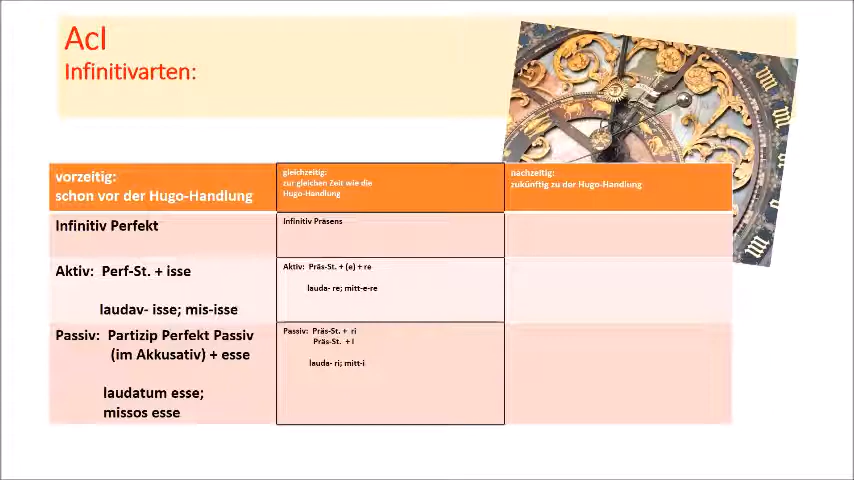 AcI
Infinitivarten:
vorzeitig:
schon vor der Hugo-Handlung
gleichzeitig:
zur gleichen Zeit wie die
Hugo-Handlung
nachzeitig:
zukünftig zu der Hugo-Handlung
Infinitiv Perfekt
Infinitiv Präsens
Aktiv: Perf-St. + isse
laudav- isse; mis-isse
Aktiv: Präs-St. + (e) + re
lauda- re; mitt-e-re
Passiv: Partizip Perfekt Passiv
(im Akkusativ) + esse
laudatum esse;
missos esse
Passiv: Präs-St. + ri
Präs-St. + i
lauda- ri; mitt-i